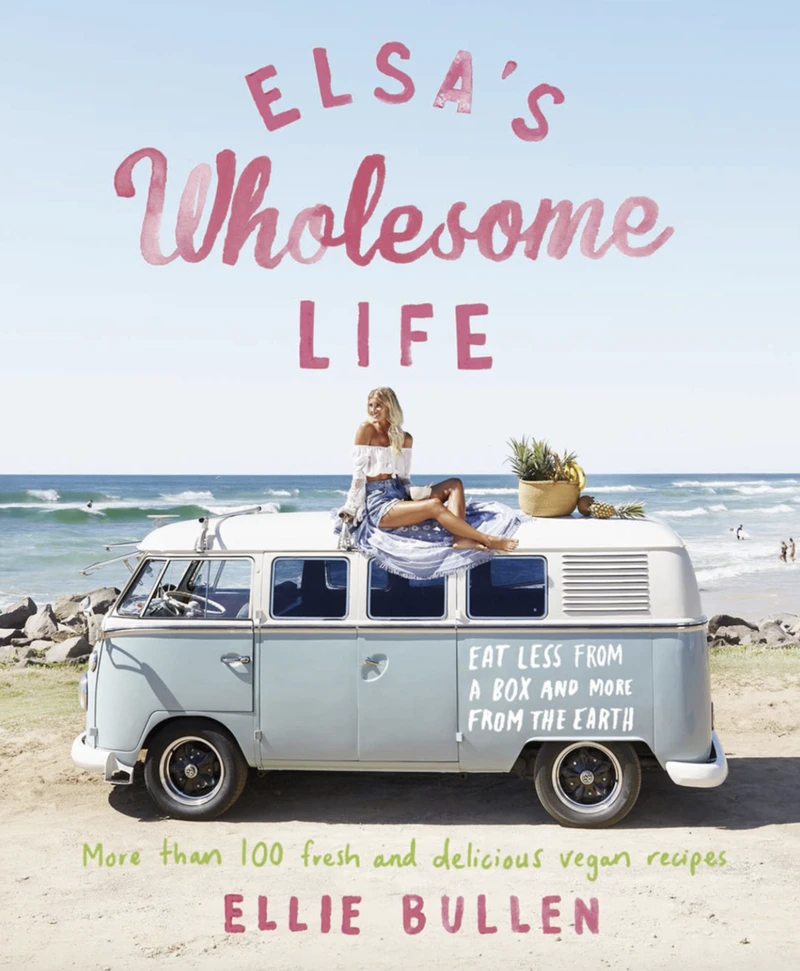 ELSA'S
Wholesome
LIFE
EAT LESS FROM
A BOX AND MORE
FROM THE EARTH
More than 100 fresh and delicious vegan recipes
ELLIE BULLEN